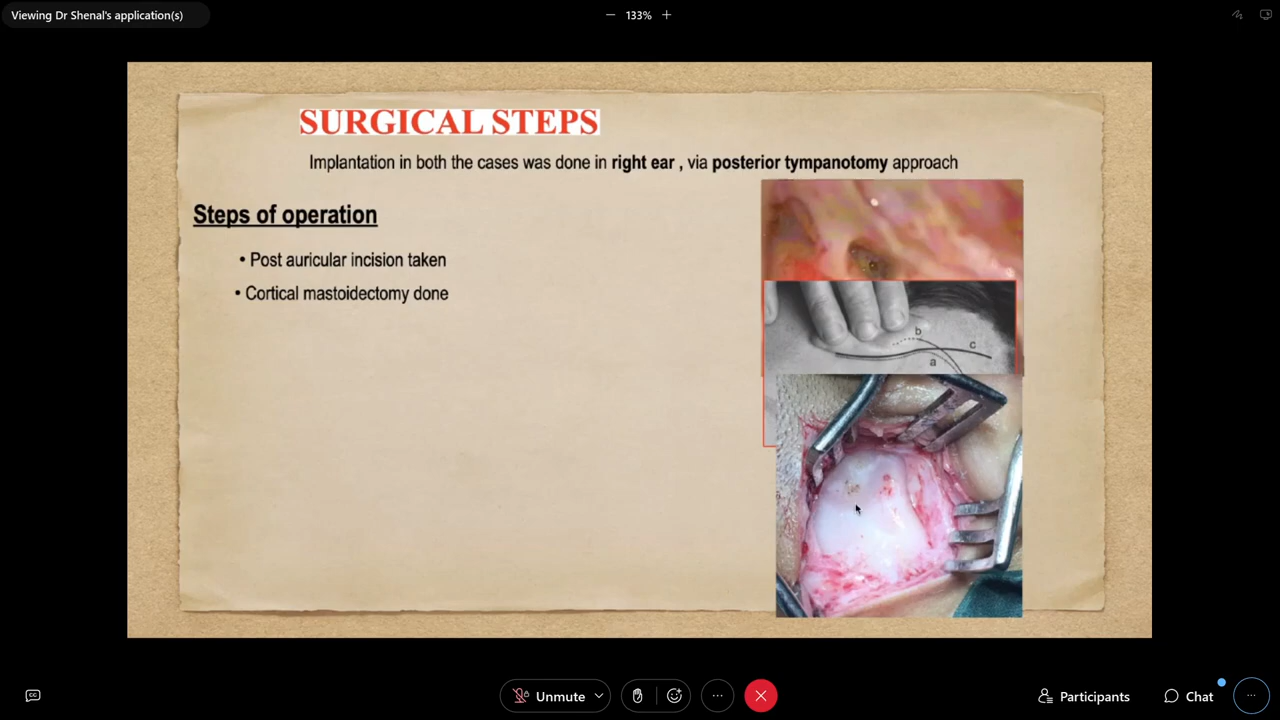 Viewing Dr Shenal's application(s)
133%
SURGICAL STEPS
Implantation in both the cases was done in right ear , via posterior tympanotomy approach
Steps of operation
• Post auricular incision taken
• Cortical mastoidectomy done
b
c
a
CC
Unmute
Participants
Chat